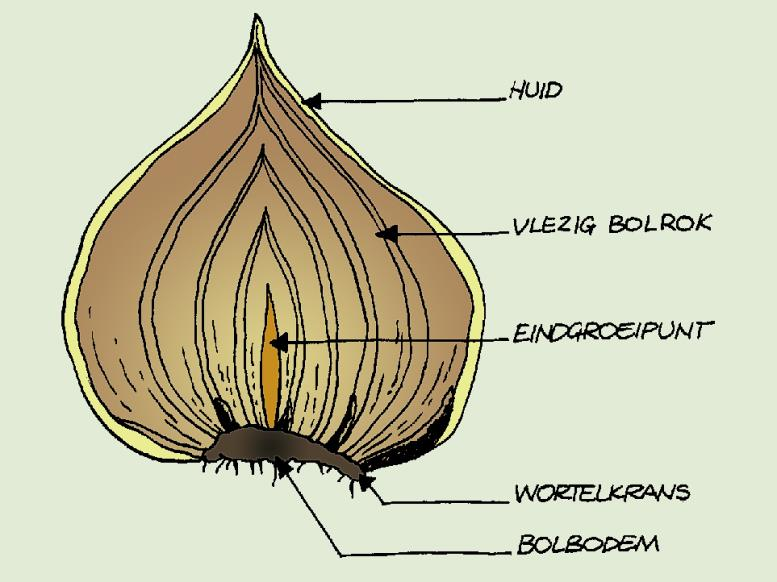 HUID
VLEZIG BOLROK
EINDGROEIPUNT
WORTELKRANS
BOLBODEM